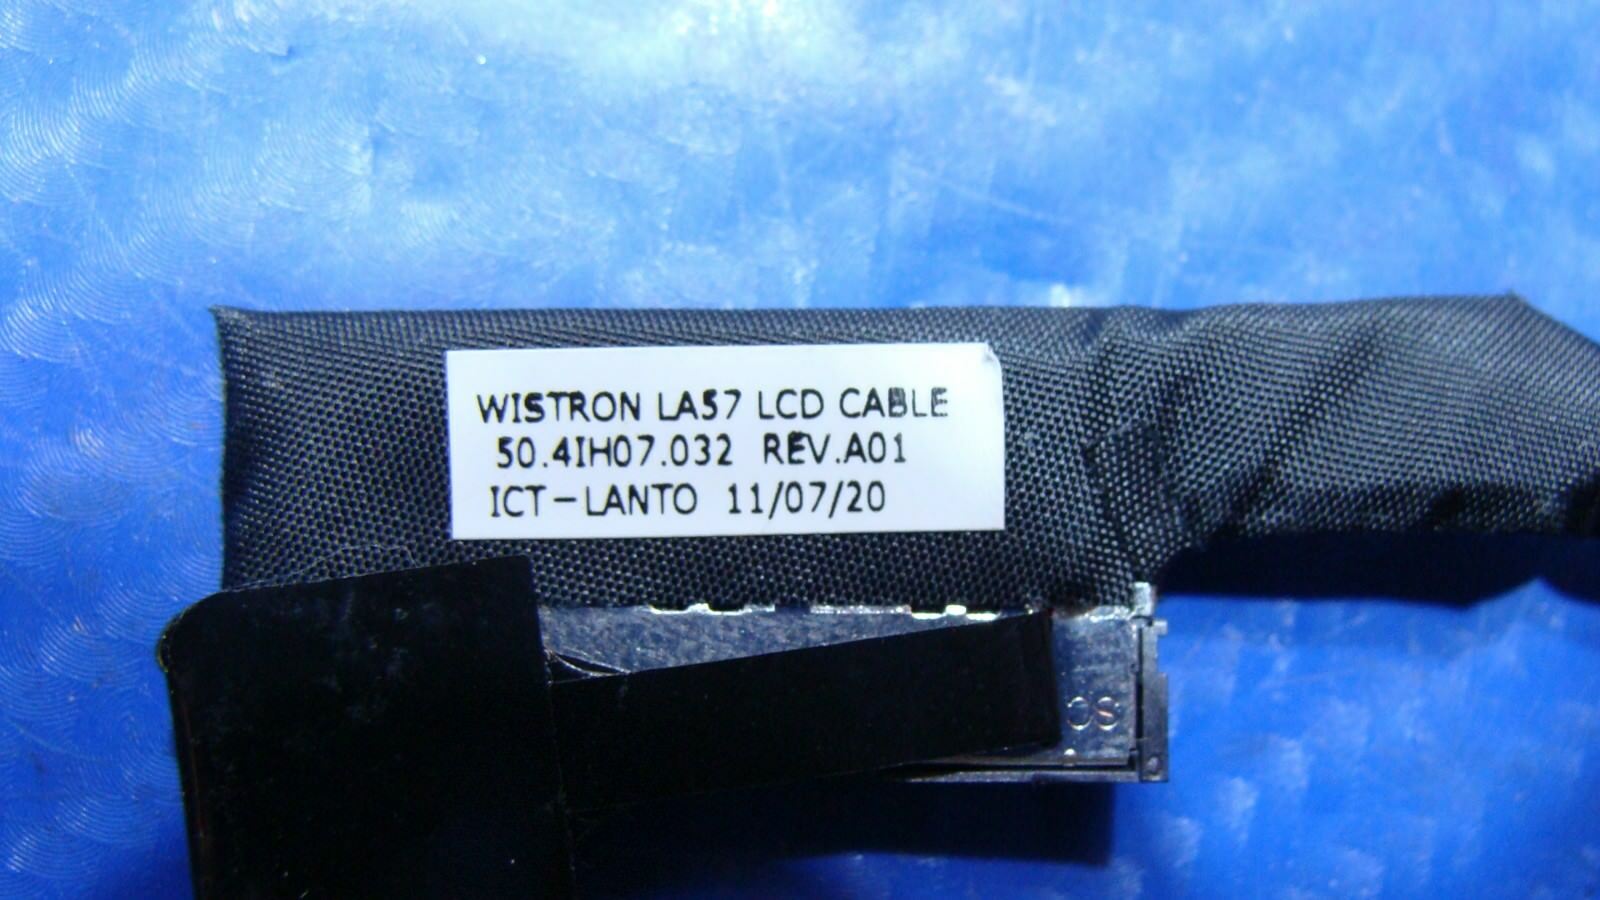 WISTRON LA57 LCD CABLE
50.4IH07.032 REV.A01
ICT-LANTO 11/07/20